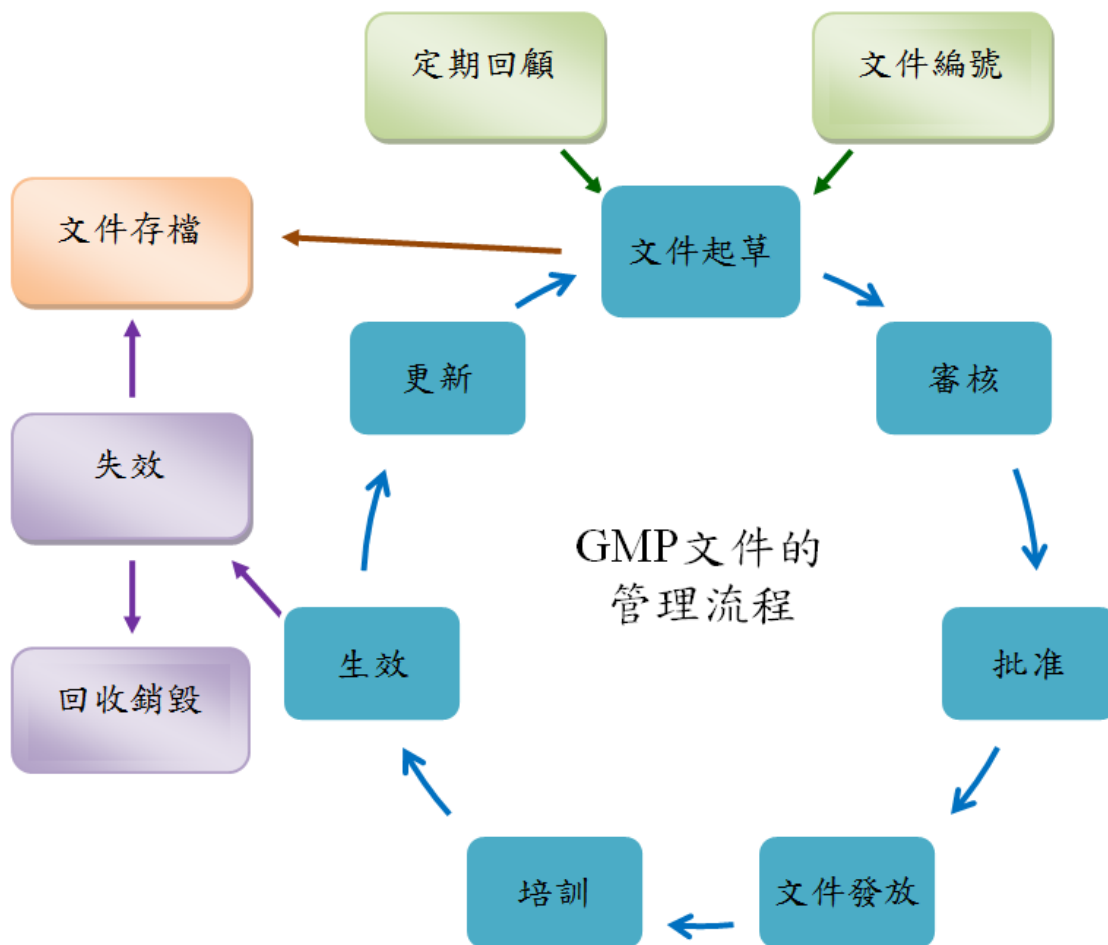 定期回顧
文件編號
文件存檔
文件起草
更新
審核
失效
GMP文件的
管理流程
生效
批准
回收銷毀
培訓
文件發放